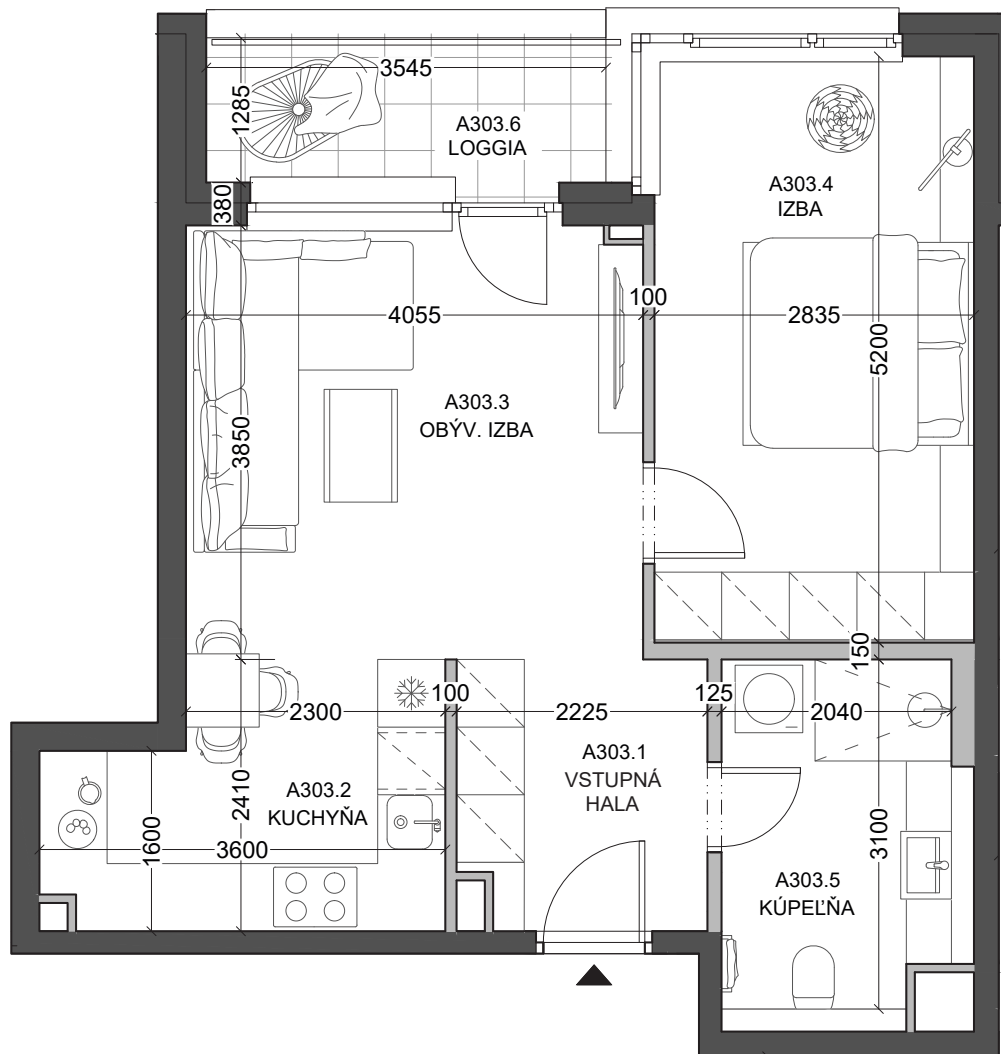 3545
1285
A303.6
LOGGIA
A303.4
IZBA
380
100
4055
2835
5200
A303.3
OBÝV. IZBA
3850
150
100
125
2300
2225
2040
A303.1
VSTUPNÁ
HALA
A303.2
KUCHYŇA
2410
1600
3600
3100
A303.5
KÚPEĽŇA